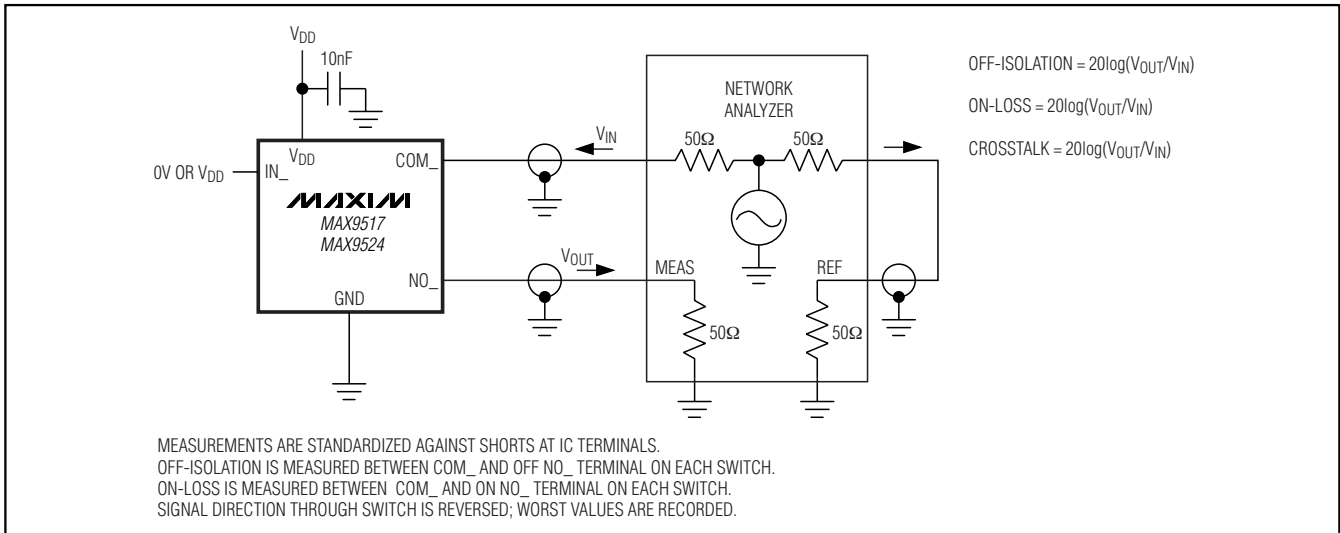 V_DD
10nF
V_DD
0V OR V_DD
IN_
COM_
MAXIM
MAX9517
MAX9524
NO_
GND
V_IN
V_OUT
NETWORK
ANALYZER
50Ω
50Ω
MEAS
REF
50Ω
50Ω
OFF-ISOLATION = 20log(V_OUT/V_IN)
ON-LOSS = 20log(V_OUT/V_IN)
CROSSTALK = 20log(V_OUT/V_IN)
MEASUREMENTS ARE STANDARDIZED AGAINST SHORTS AT IC TERMINALS.
OFF-ISOLATION IS MEASURED BETWEEN COM_ AND OFF NO_ TERMINAL ON EACH SWITCH.
ON-LOSS IS MEASURED BETWEEN COM_ AND ON NO_ TERMINAL ON EACH SWITCH.
SIGNAL DIRECTION THROUGH SWITCH IS REVERSED; WORST VALUES ARE RECORDED.